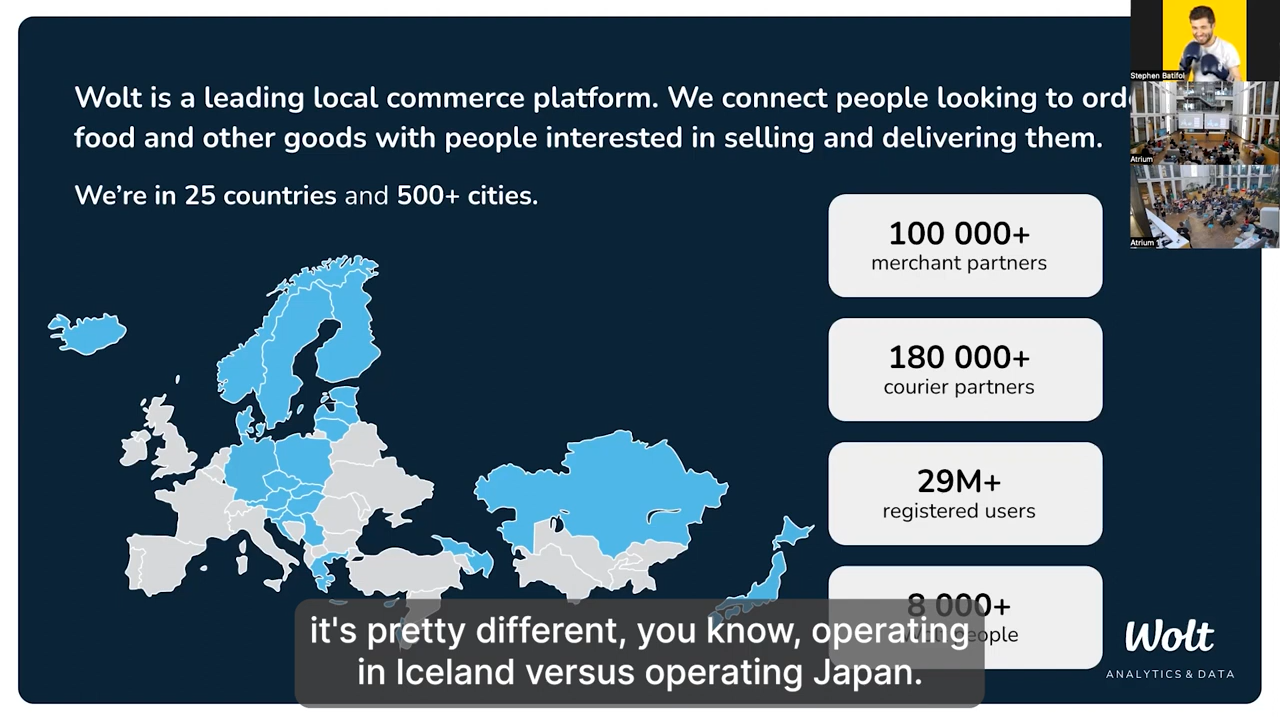 Wolt is a leading local commerce platform. We connect people looking to
food and other goods with people interested in selling and delivering them.
We're in 25 countries and 500+ cities.
100 000+
merchant partners
180 000+
courier partners
29M+
registered users
8 000+
people
Wolt
ANALYTICS & DATA
Stephen Batifol
Atrium
Atrium
it's pretty different, you know, operating
in Iceland versus operating Japan.